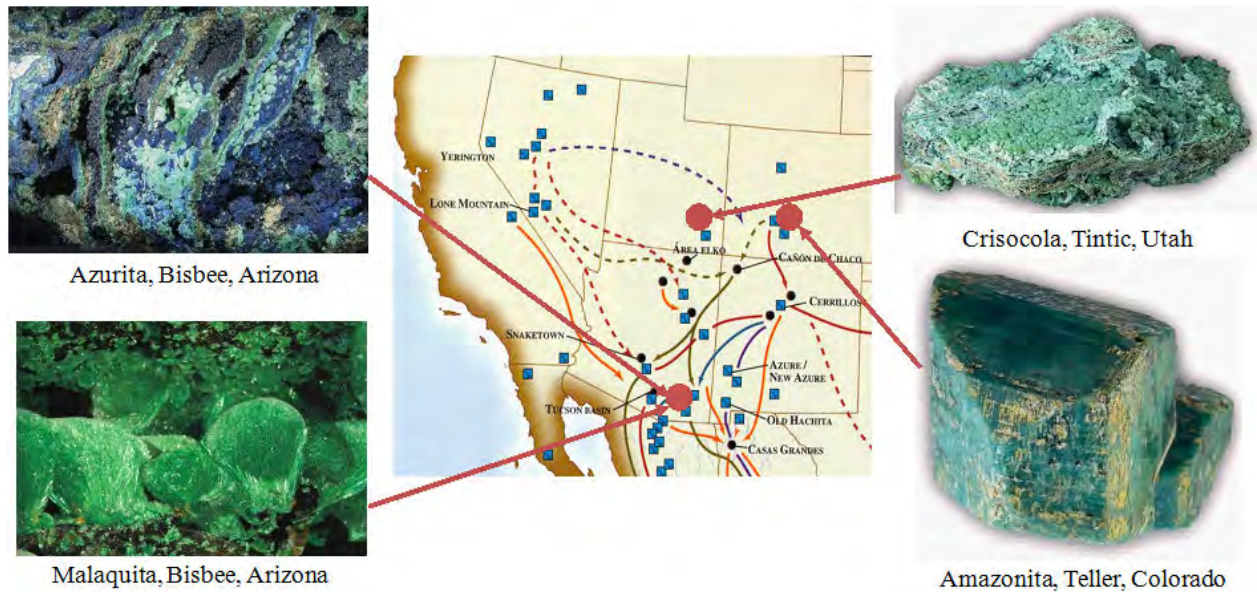 Azurita, Bisbee, Arizona
Malaquita, Bisbee, Arizona
YERINGTON
LONE MOUNTAIN
ÁREA ELKO
CAÑÓN DE CHACO
CERRILLOS
SNAKETOWN
AZURE /
NEW AZURE
TUCSON BASIN
OLD HACHITA
CASAS GRANDES
Crisocola, Tintic, Utah
Amazonita, Teller, Colorado